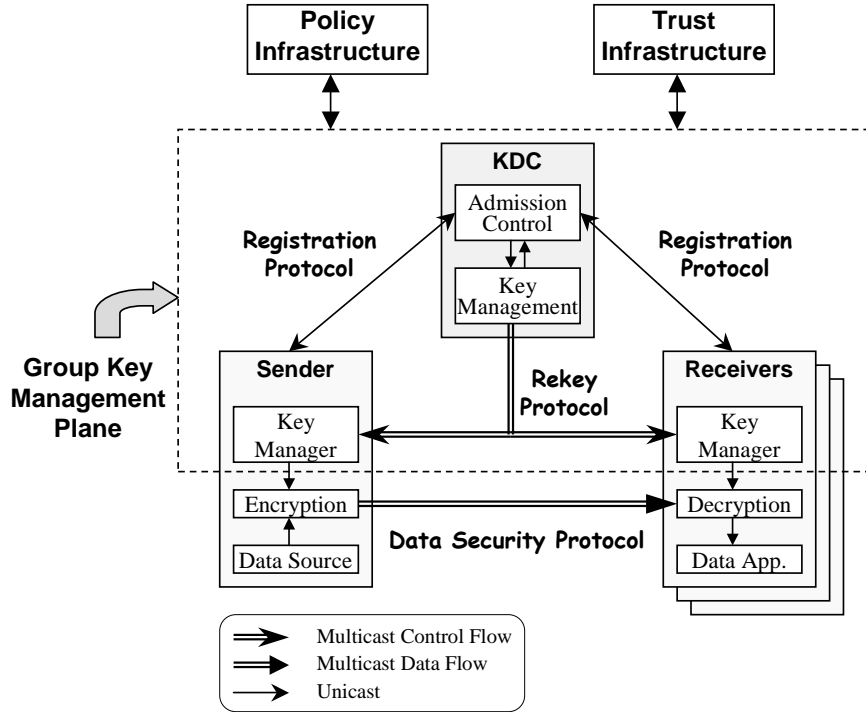 Policy
Infrastructure
Trust
Infrastructure
KDC
Admission
Control
Registration
Protocol
Registration
Protocol
Key
Management
Group Key
Management
Plane
Sender
Rekey
Protocol
Receivers
Key
Manager
Key
Manager
Encryption
Decryption
Data Security Protocol
Data Source
Data App.
Multicast Control Flow
Multicast Data Flow
Unicast